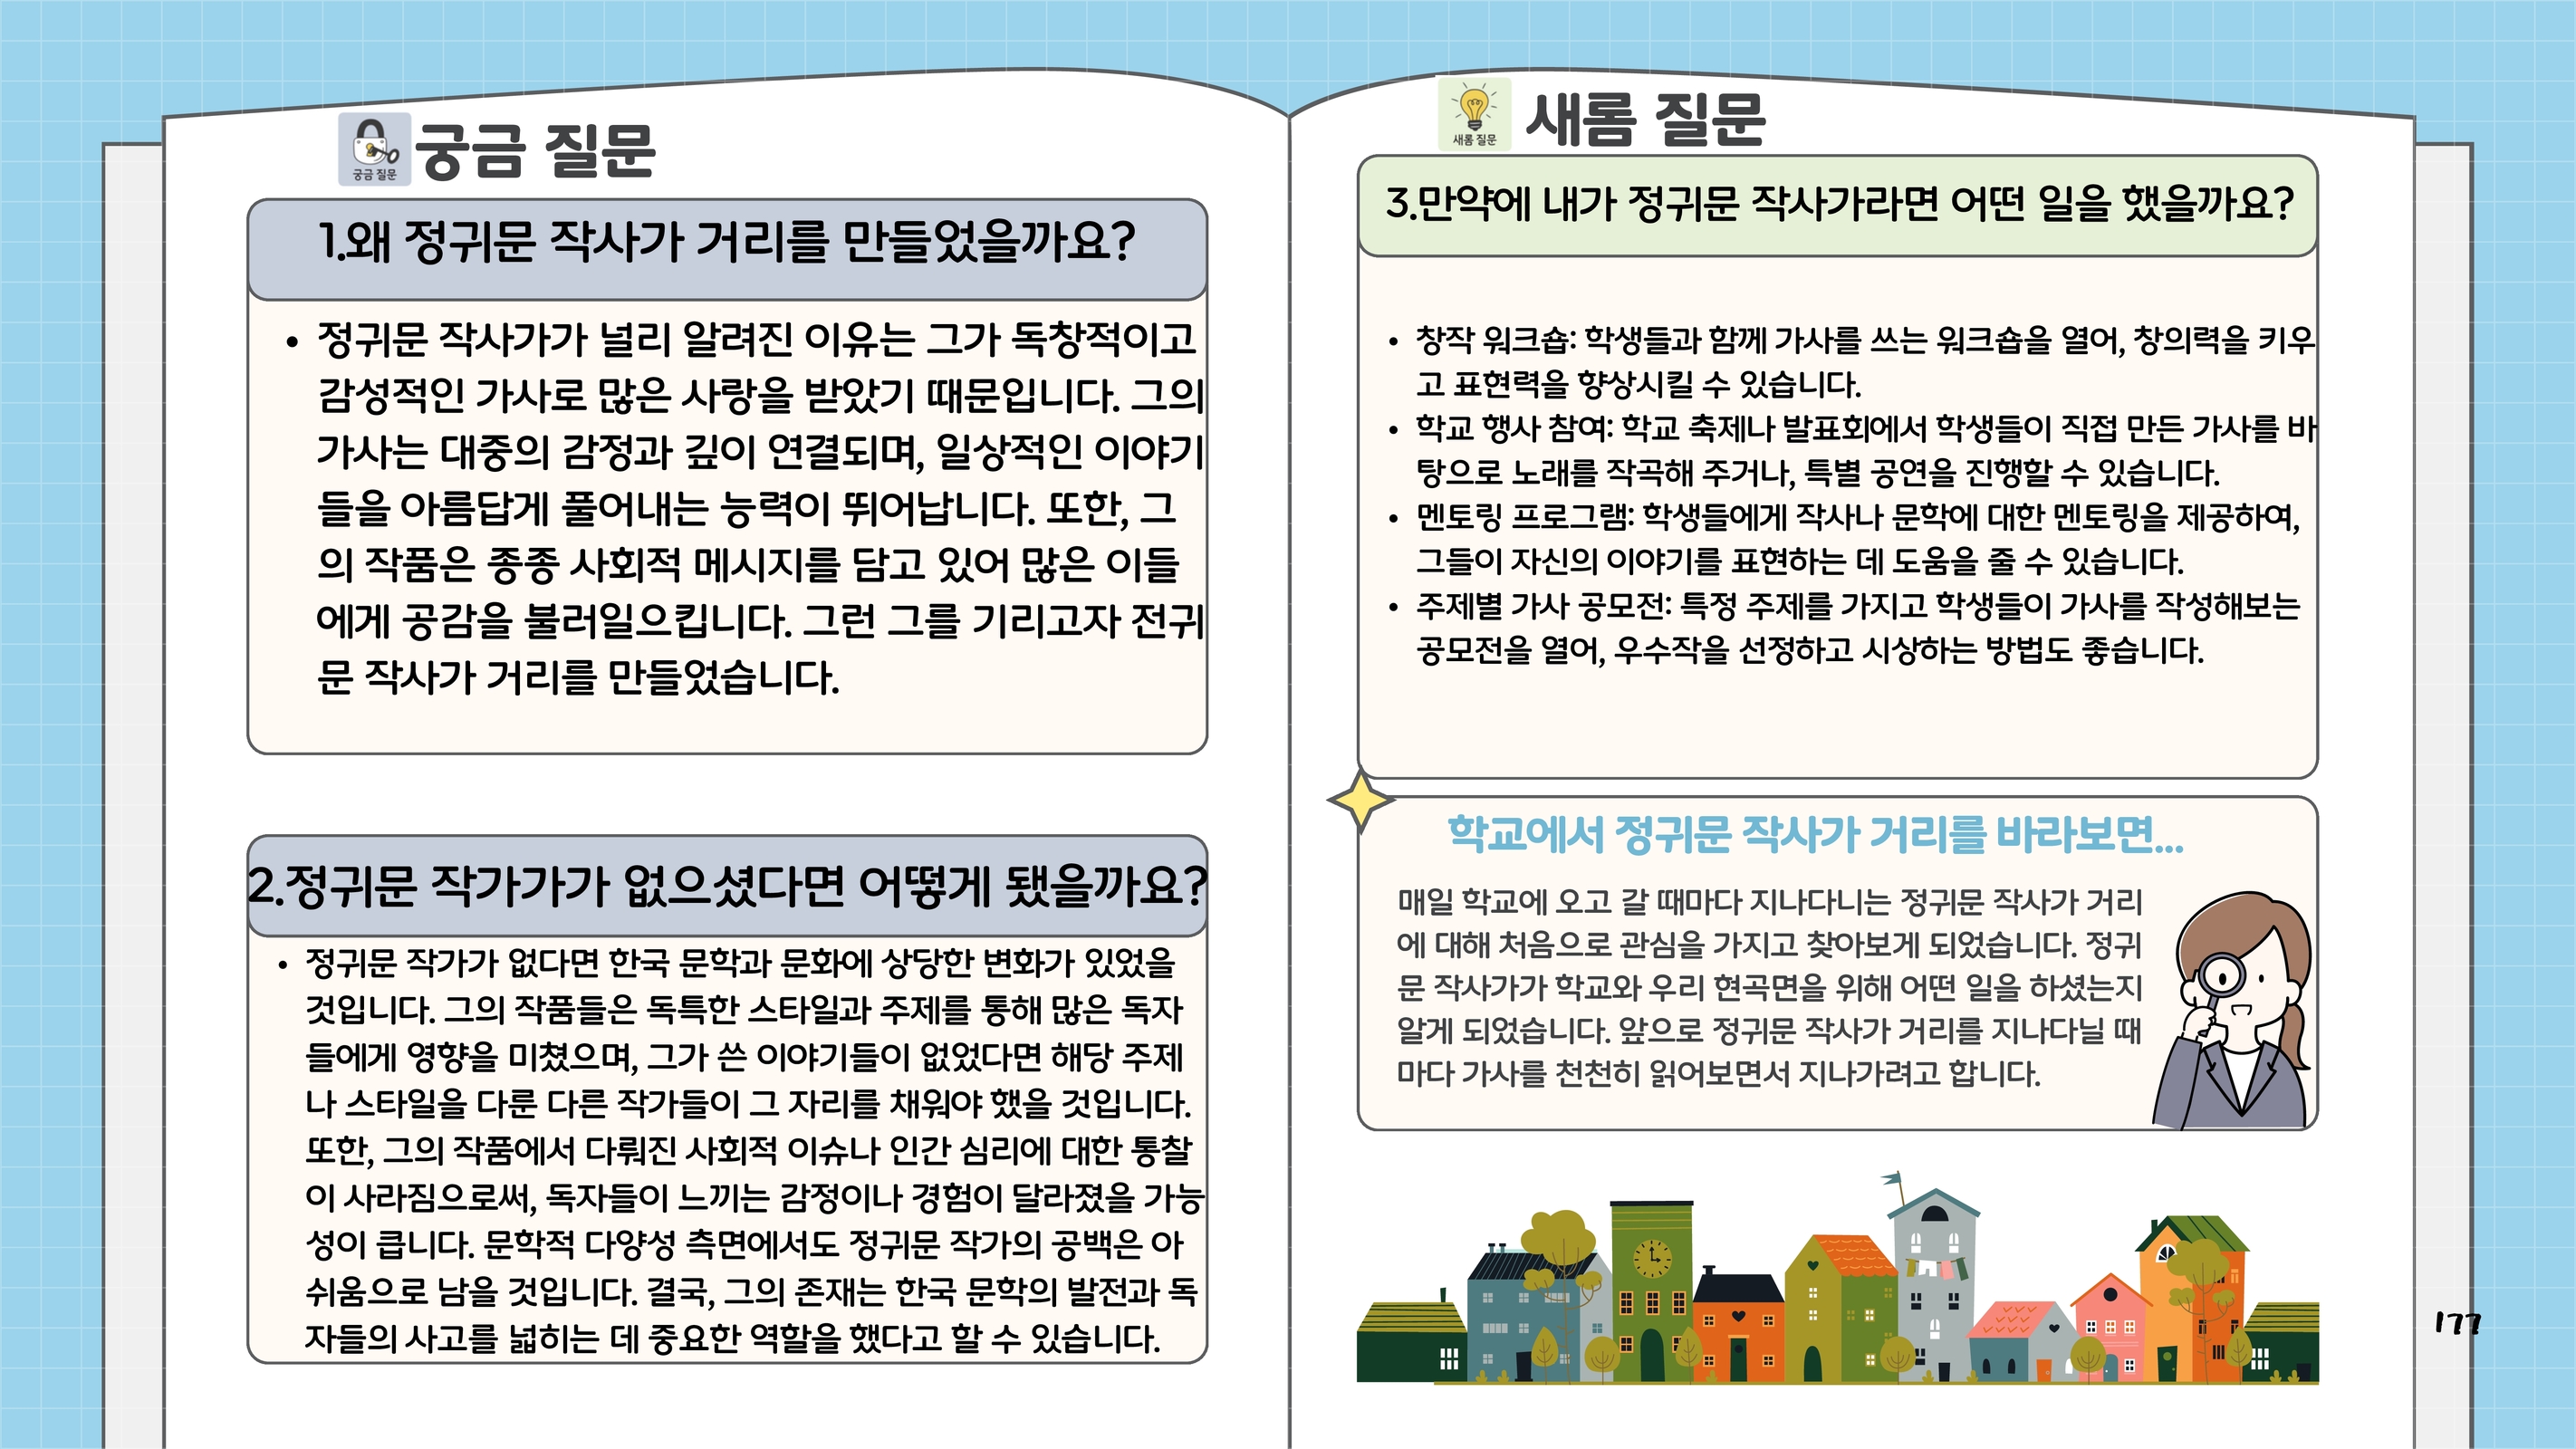 궁금 질문
궁금 질문
1.왜 정귀문 작사가 거리를 만들었을까요?
• 정귀문 작사가가 널리 알려진 이유는 그가 독창적이고
감성적인 가사로 많은 사랑을 받았기 때문입니다. 그의
가사는 대중의 감정과 깊이 연결되며, 일상적인 이야기
들을 아름답게 풀어내는 능력이 뛰어납니다. 또한, 그
의 작품은 종종 사회적 메시지를 담고 있어 많은 이들
에게 공감을 불러일으킵니다. 그런 그를 기리고자 전귀
문 작사가 거리를 만들었습니다.
2.정귀문 작가가가 없으셨다면 어떻게 됐을까요?
• 정귀문 작가가 없다면 한국 문학과 문화에 상당한 변화가 있었을
것입니다. 그의 작품들은 독특한 스타일과 주제를 통해 많은 독자
들에게 영향을 미쳤으며, 그가 쓴 이야기들이 없었다면 해당 주제
나 스타일을 다룬 다른 작가들이 그 자리를 채워야 했을 것입니다.
또한, 그의 작품에서 다뤄진 사회적 이슈나 인간 심리에 대한 통찰
이 사라짐으로써, 독자들이 느끼는 감정이나 경험이 달라졌을 가능
성이 큽니다. 문학적 다양성 측면에서도 정귀문 작가의 공백은 아
쉬움으로 남을 것입니다. 결국, 그의 존재는 한국 문학의 발전과 독
자들의 사고를 넓히는 데 중요한 역할을 했다고 할 수 있습니다.
새롬 질문
새롬 질문
3.만약에 내가 정귀문 작사가라면 어떤 일을 했을까요?
• 창작 워크숍: 학생들과 함께 가사를 쓰는 워크숍을 열어, 창의력을 키우
고 표현력을 향상시킬 수 있습니다.
• 학교 행사 참여: 학교 축제나 발표회에서 학생들이 직접 만든 가사를 바
탕으로 노래를 작곡해 주거나, 특별 공연을 진행할 수 있습니다.
• 멘토링 프로그램: 학생들에게 작사나 문학에 대한 멘토링을 제공하여,
그들이 자신의 이야기를 표현하는 데 도움을 줄 수 있습니다.
• 주제별 가사 공모전: 특정 주제를 가지고 학생들이 가사를 작성해보는
공모전을 열어, 우수작을 선정하고 시상하는 방법도 좋습니다.
학교에서 정귀문 작사가 거리를 바라보면...
매일 학교에 오고 갈 때마다 지나다니는 정귀문 작사가 거리
에 대해 처음으로 관심을 가지고 찾아보게 되었습니다. 정귀
문 작사가가 학교와 우리 현곡면을 위해 어떤 일을 하셨는지
알게 되었습니다. 앞으로 정귀문 작사가 거리를 지나다닐 때
마다 가사를 천천히 읽어보면서 지나가려고 합니다.
177